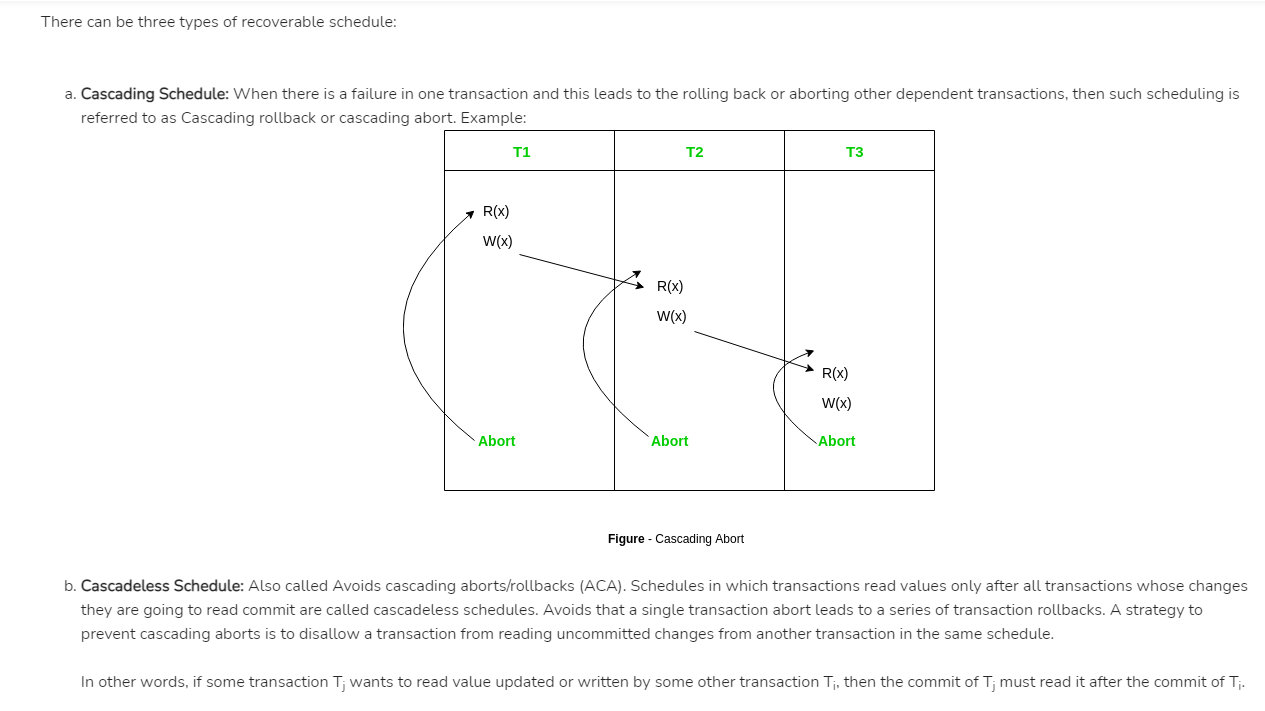 There can be three types of recoverable schedule:
a. Cascading Schedule: When there is a failure in one transaction and this leads to the rolling back or aborting other dependent transactions, then such scheduling is
referred to as Cascading rollback or cascading abort. Example:
T1 T2 T3
R(x)
W(x)
R(x)
W(x)
R(x)
W(x)
Abort Abort Abort
Figure - Cascading Abort
b. Cascadeless Schedule: Also called Avoids cascading aborts/rollbacks (ACA). Schedules in which transactions read values only after all transactions whose changes
they are going to read commit are called cascadeless schedules. Avoids that a single transaction abort leads to a series of transaction rollbacks. A strategy to
prevent cascading aborts is to disallow a transaction from reading uncommitted changes from another transaction in the same schedule.
In other words, if some transaction Tj wants to read value updated or written by some other transaction Ti, then the commit of Tj must read it after the commit of Ti.